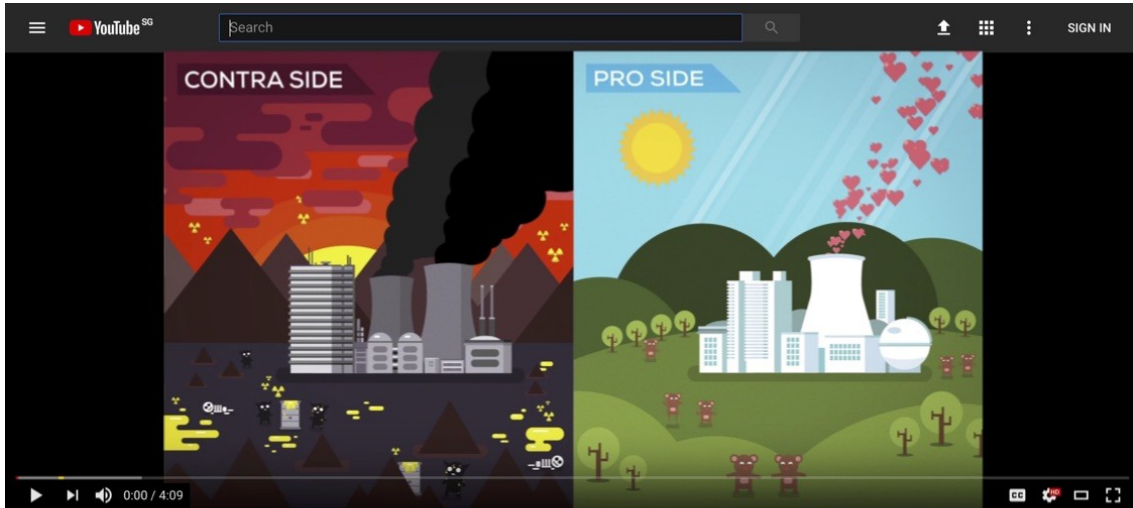 YouTube SG
Search
SIGN IN
CONTRA SIDE
PRO SIDE
0:00 / 4:09
CC
HD